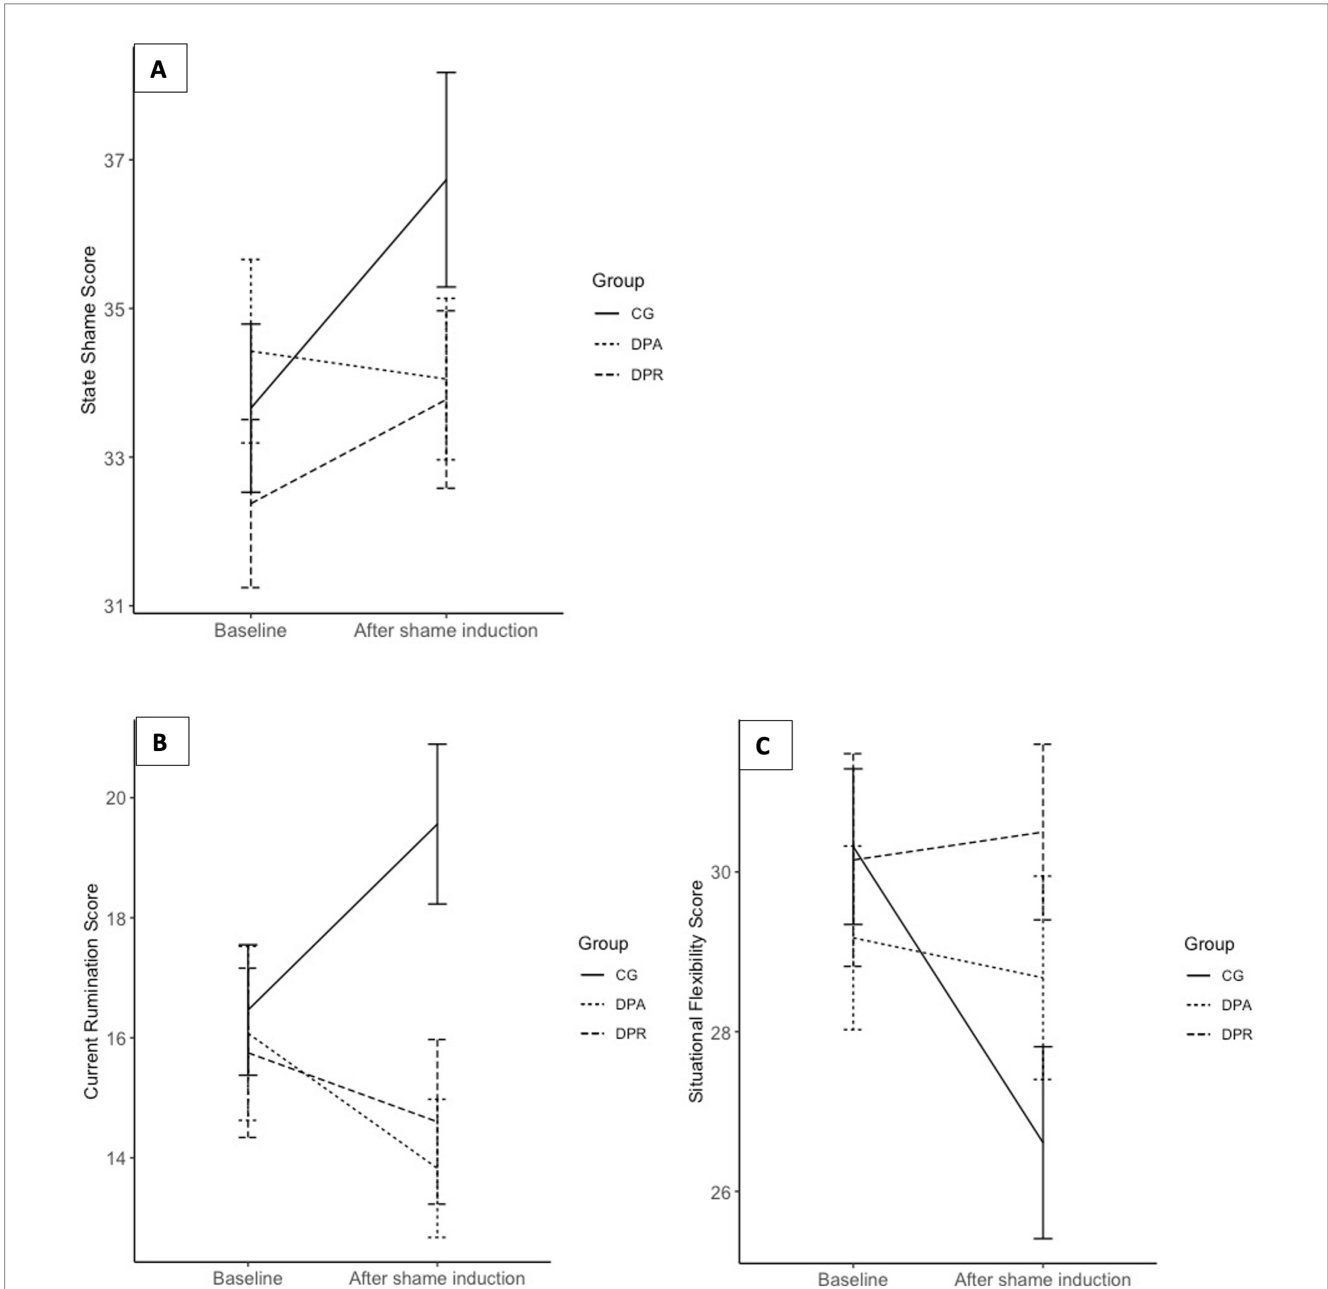 A
37
35
33
31
State Shame Score
Baseline
After shame induction
Group
CG
DPA
DPR
B
20
18
16
14
Current Rumination Score
Baseline
After shame induction
Group
CG
DPA
DPR
C
30
28
26
Situational Flexibility Score
Baseline
After shame induction
Group
CG
DPA
DPR